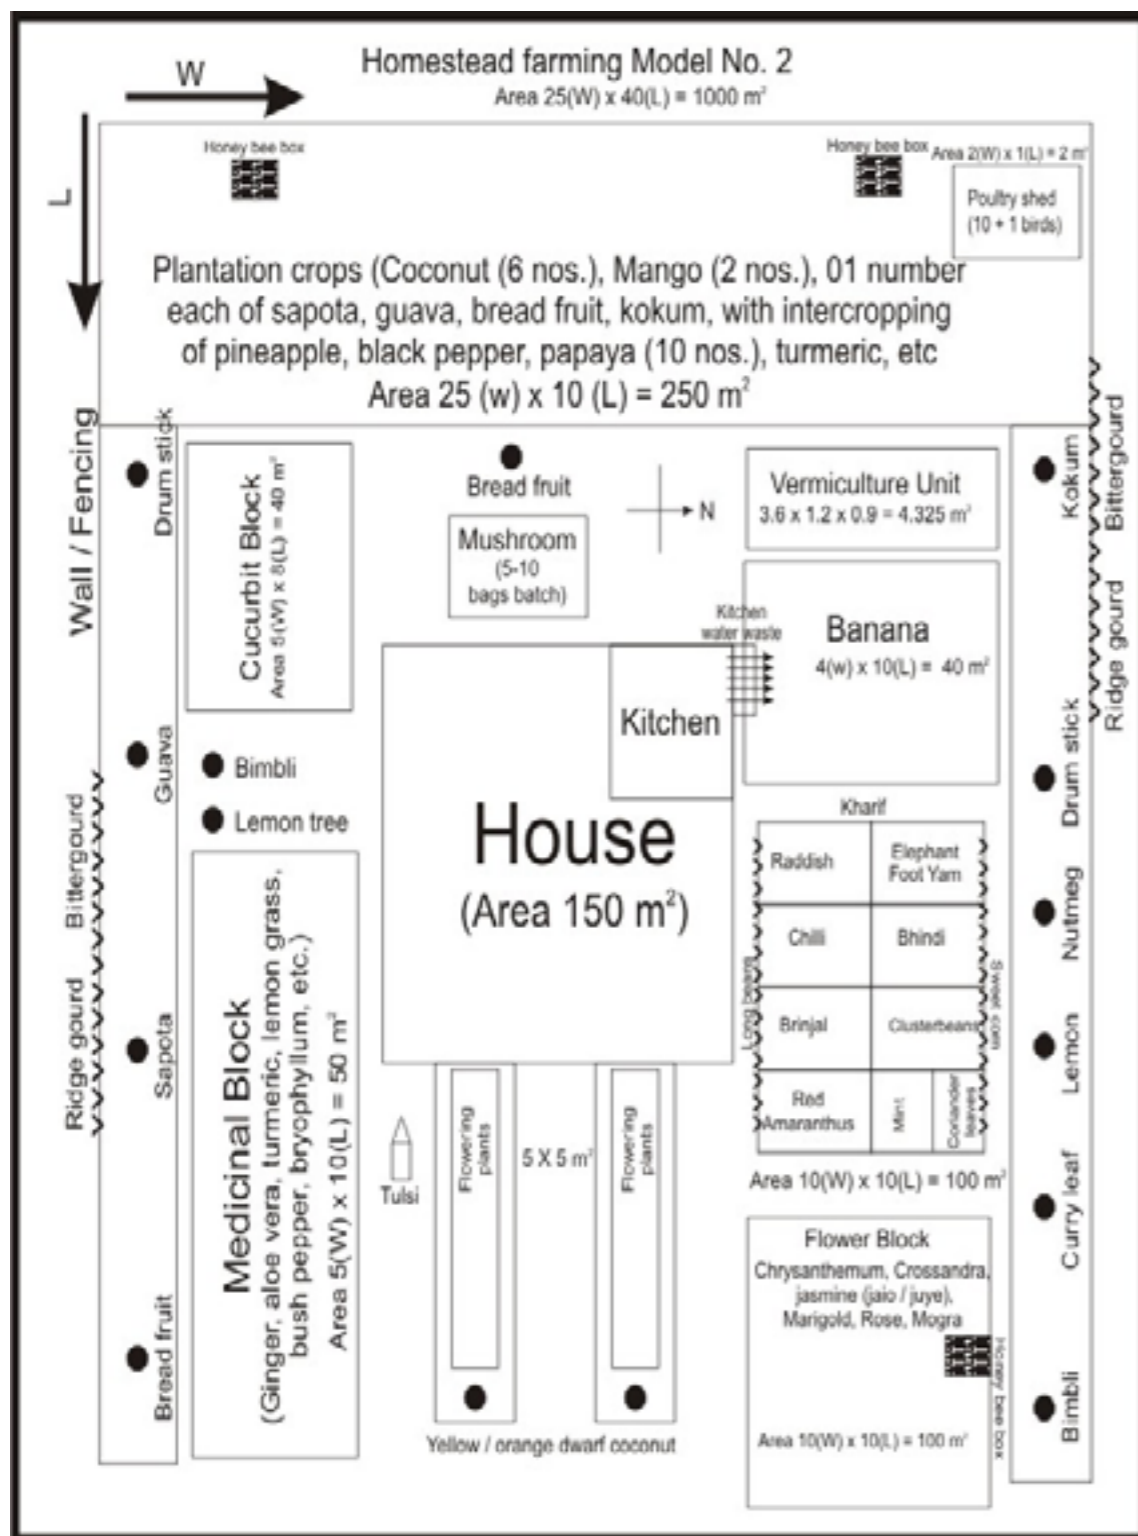 Homestead farming Model No. 2
Area 25(W) x 40(L) = 1000 m²
W
L
Honey bee box
Honey bee box
Area 2(W) x 1(L) = 2 m²
Poultry shed
(10 + 1 birds)
Plantation crops (Coconut (6 nos.), Mango (2 nos.), 01 number
each of sapota, guava, bread fruit, kokum, with intercropping
of pineapple, black pepper, papaya (10 nos.), turmeric, etc
Area 25 (w) x 10 (L) = 250 m²
Wall / Fencing
Bittergourd
Ridge gourd
Drum stick
Guava
Sapota
Bread fruit
Cucurbit Block
Area 5(W) x 8(L) = 40 m²
Bimbli
Lemon tree
Medicinal Block
(Ginger, aloe vera, turmeric, lemon grass,
bush pepper, bryophyllum, etc.)
Area 5(W) x 10(L) = 50 m²
Bread fruit
Mushroom
(5-10
bags batch)
N
Vermiculture Unit
3.6 x 1.2 x 0.9 = 4.325 m²
Kitchen
water waste
Banana
4(w) x 10(L) = 40 m²
Kitchen
House
(Area 150 m²)
Kharif
Raddish
Elephant
Foot Yam
Chilli
Bhindi
Brinjal
Clusterbeans
Red
Amaranthus
Mint
Coriander
leaves
Long beans
Sweet corn
Area 10(W) x 10(L) = 100 m²
Tulsi
Flowering
plants
5 X 5 m²
Flowering
plants
Yellow / orange dwarf coconut
Flower Block
Chrysanthemum, Crossandra,
jasmine (jaio / juye),
Marigold, Rose, Mogra
Honey bee box
Area 10(W) x 10(L) = 100 m²
Kokum
Drum stick
Nutmeg
Lemon
Curry leaf
Bimbli
Bittergourd
Ridge gourd